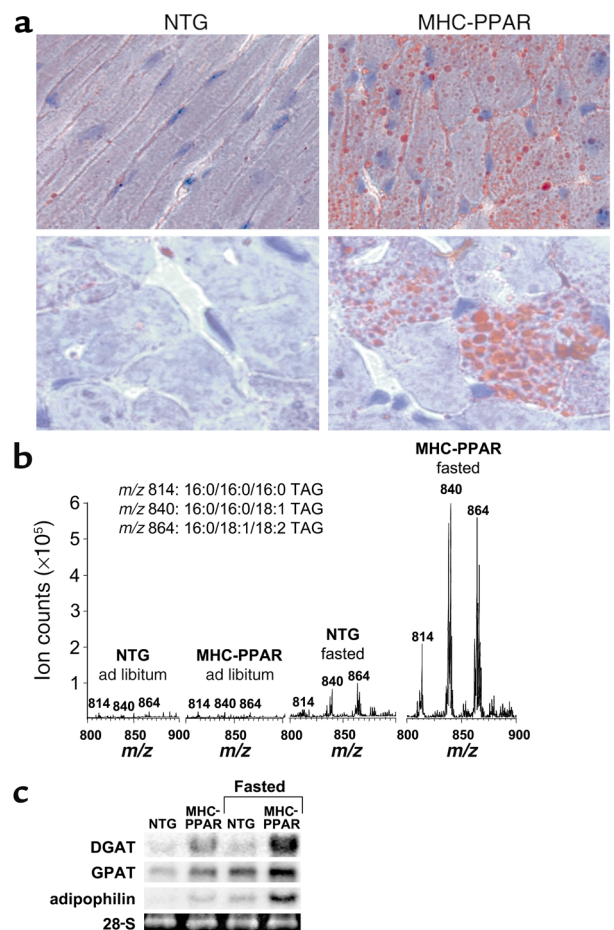 a
NTG
MHC-PPAR
b
m/z 814: 16:0/16:0/16:0 TAG
m/z 840: 16:0/16:0/18:1 TAG
m/z 864: 16:0/18:1/18:2 TAG
Ion counts (×10⁵)
6
5
4
3
2
1
NTG
ad libitum
814 840 864
800 850 900
m/z
MHC-PPAR
ad libitum
814 840 864
800 850 900
m/z
NTG
fasted
814 840 864
800 850
m/z
MHC-PPAR
fasted
814 840 864
800 850 900
m/z
c
Fasted
NTG MHC-PPAR NTG MHC-PPAR
DGAT
GPAT
adipophilin
28-S